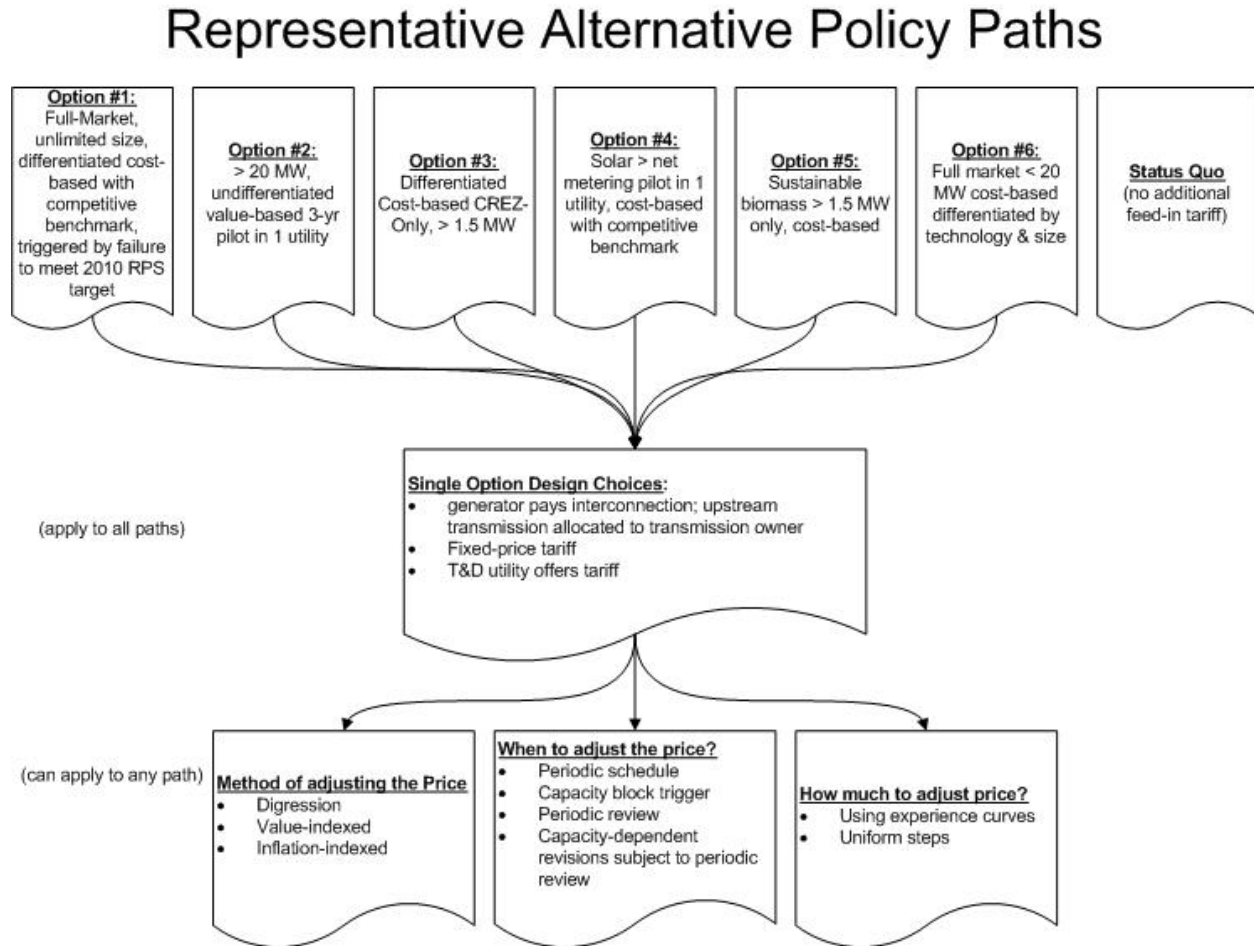 Representative Alternative Policy Paths
Option #1:
Full-Market,
unlimited size,
differentiated cost-
based with
competitive
benchmark,
triggered by failure
to meet 2010 RPS
target
Option #2:
> 20 MW,
undifferentiated
value-based 3-yr
pilot in 1 utility
Option #3:
Differentiated
Cost-based CREZ-
Only, > 1.5 MW
Option #4:
Solar > net
metering pilot in 1
utility, cost-based
with competitive
benchmark
Option #5:
Sustainable
biomass > 1.5 MW
only, cost-based
Option #6:
Full market < 20
MW cost-based
differentiated by
technology & size
Status Quo
(no additional
feed-in tariff)
(apply to all paths)
Single Option Design Choices:
• generator pays interconnection; upstream
transmission allocated to transmission owner
• Fixed-price tariff
• T&D utility offers tariff
(can apply to any path)
Method of adjusting the Price
• Digression
• Value-indexed
• Inflation-indexed
When to adjust the price?
• Periodic schedule
• Capacity block trigger
• Periodic review
• Capacity-dependent
revisions subject to periodic
review
How much to adjust price?
• Using experience curves
• Uniform steps